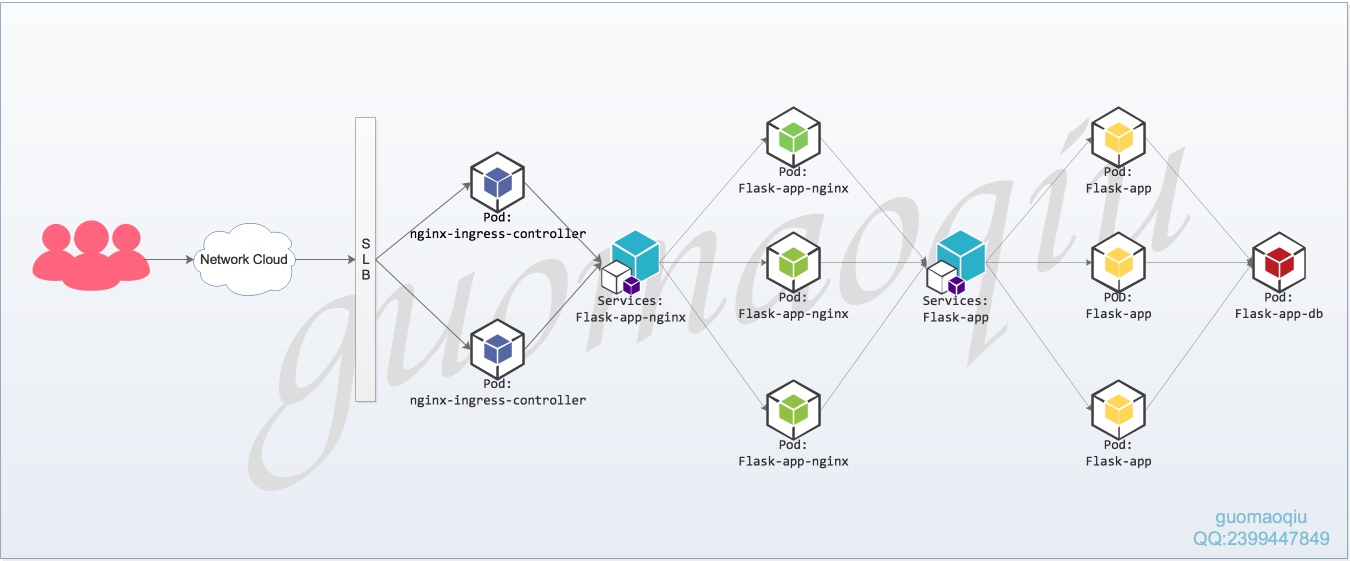 Network Cloud
S
L
B
Pod:
nginx-ingress-controller
Pod:
nginx-ingress-controller
Services:
Flask-app-nginx
Pod:
Flask-app-nginx
Pod:
Flask-app-nginx
Pod:
Flask-app-nginx
Services:
Flask-app
Pod:
Flask-app
POD:
Flask-app
Pod:
Flask-app
Pod:
Flask-app-db
guomaoqiu
guomaoqiu
QQ:2399447849